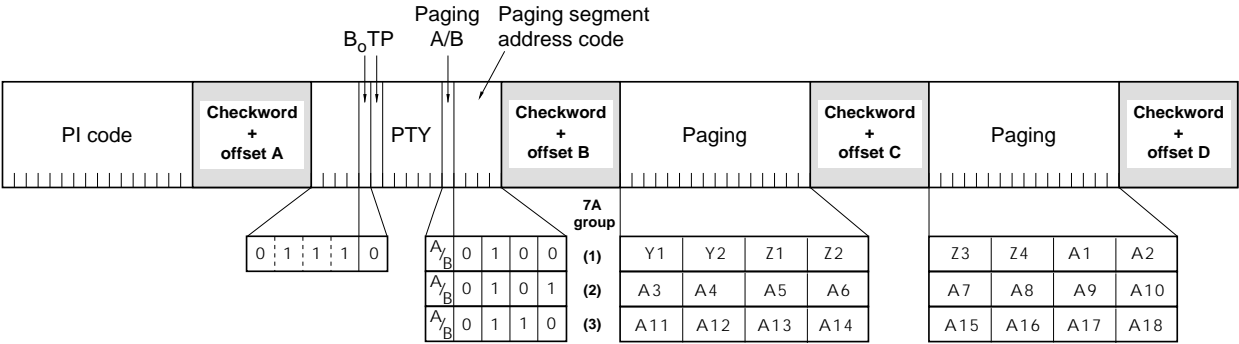 Paging Paging segment
BoTP A/B address code
PI code
Checkword
+
offset A
PTY
Checkword
+
offset B
Paging
Checkword
+
offset C
Paging
Checkword
+
offset D
7A
group
0 1 1 1 0 A/B 0 1 0 0 (1) Y1 Y2 Z1 Z2 Z3 Z4 A1 A2
A/B 0 1 0 1 (2) A3 A4 A5 A6 A7 A8 A9 A10
A/B 0 1 1 0 (3) A11 A12 A13 A14 A15 A16 A17 A18